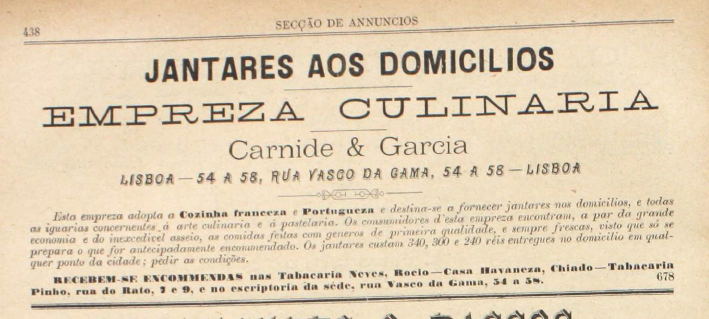 438
SECÇÃO DE ANNUNCIOS
JANTARES AOS DOMICILIOS
EMPREZA CULINARIA
Carnide & Garcia
LISBOA — 54 A 58, RUA VASCO DA GAMA, 54 A 58 — LISBOA
Esta empreza adopta a Cozinha franceza e Portugueza e destina-se a fornecer jantares nos domicilios, e todas
as iguarias concernentes á arte culinaria e á pastelaria. Os consumidores d'esta empreza encontram, a par da grande
economia e do inexcedivel asseio, as comidas feitas com generos de primeira qualidade, e sempre frescas, visto que só se
prepara o que for antecipadamente encommendado. Os jantares custam 340, 300 e 240 réis entregues no domicilio em qual-
quer ponto da cidade; pedir as condições.
RECEBEM-SE ENCOMMENDAS nas Tabacaria Neves, Rocio—Casa Havaneza, Chiado—Tabacaria
Pinho, rua do Rato, 7 e 9, e no escriptoria da séde, rua Vasco da Gama, 54 a 58.
678